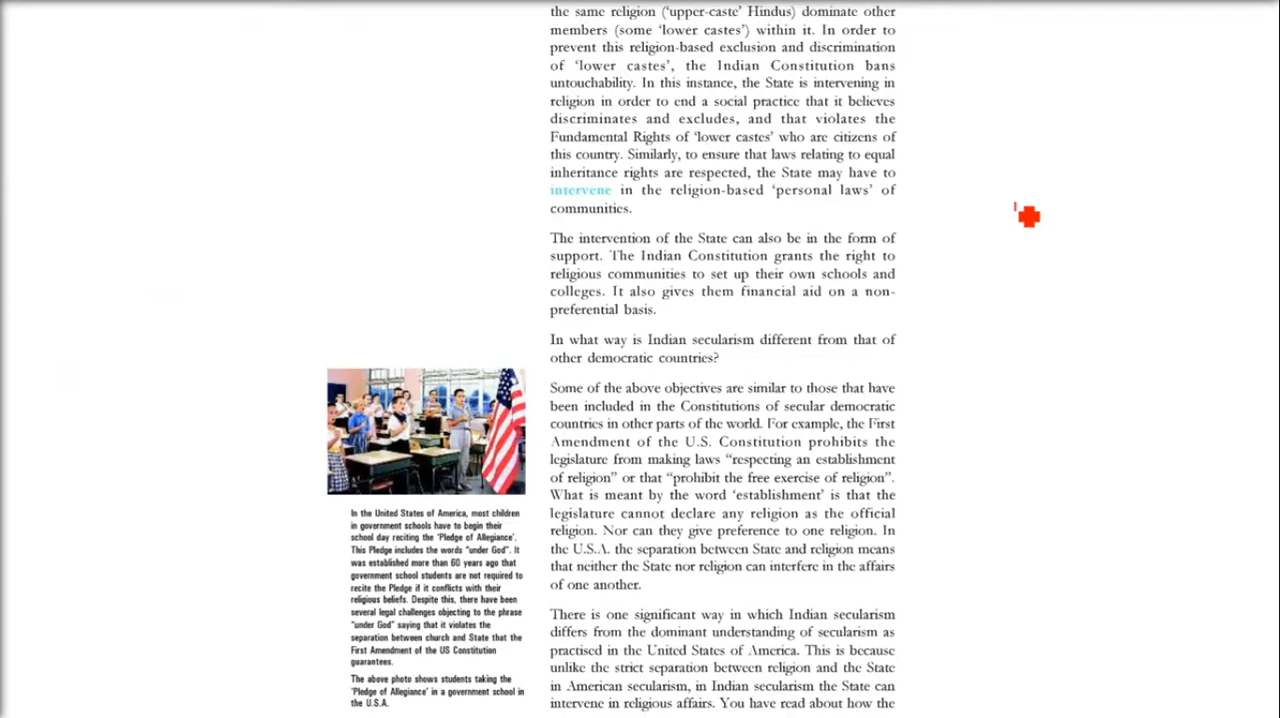 the same religion (‘upper-caste’ Hindus) dominate other
members (some ‘lower castes’) within it. In order to
prevent this religion-based exclusion and discrimination
of ‘lower castes’, the Indian Constitution bans
untouchability. In this instance, the State is intervening in
religion in order to end a social practice that it believes
discriminates and excludes, and that violates the
Fundamental Rights of ‘lower castes’ who are citizens of
this country. Similarly, to ensure that laws relating to equal
inheritance rights are respected, the State may have to
intervene in the religion-based ‘personal laws’ of
communities.
The intervention of the State can also be in the form of
support. The Indian Constitution grants the right to
religious communities to set up their own schools and
colleges. It also gives them financial aid on a non-
preferential basis.
In what way is Indian secularism different from that of
other democratic countries?
Some of the above objectives are similar to those that have
been included in the Constitutions of secular democratic
countries in other parts of the world. For example, the First
Amendment of the U.S. Constitution prohibits the
legislature from making laws “respecting an establishment
of religion” or that “prohibit the free exercise of religion”.
What is meant by the word ‘establishment’ is that the
legislature cannot declare any religion as the official
religion. Nor can they give preference to one religion. In
the U.S.A. the separation between State and religion means
that neither the State nor religion can interfere in the affairs
of one another.
There is one significant way in which Indian secularism
differs from the dominant understanding of secularism as
practised in the United States of America. This is because
unlike the strict separation between religion and the State
in American secularism, in Indian secularism the State can
intervene in religious affairs. You have read about how the
In the United States of America, most children
in government schools have to begin their
school day reciting the ‘Pledge of Allegiance’.
This Pledge includes the words “under God”. It
was established more than 60 years ago that
government school students are not required to
recite the Pledge if it conflicts with their
religious beliefs. Despite this, there have been
several legal challenges objecting to the phrase
“under God” saying that it violates the
separation between church and State that the
First Amendment of the US Constitution
guarantees.
The above photo shows students taking the
‘Pledge of Allegiance’ in a government school in
the U.S.A.